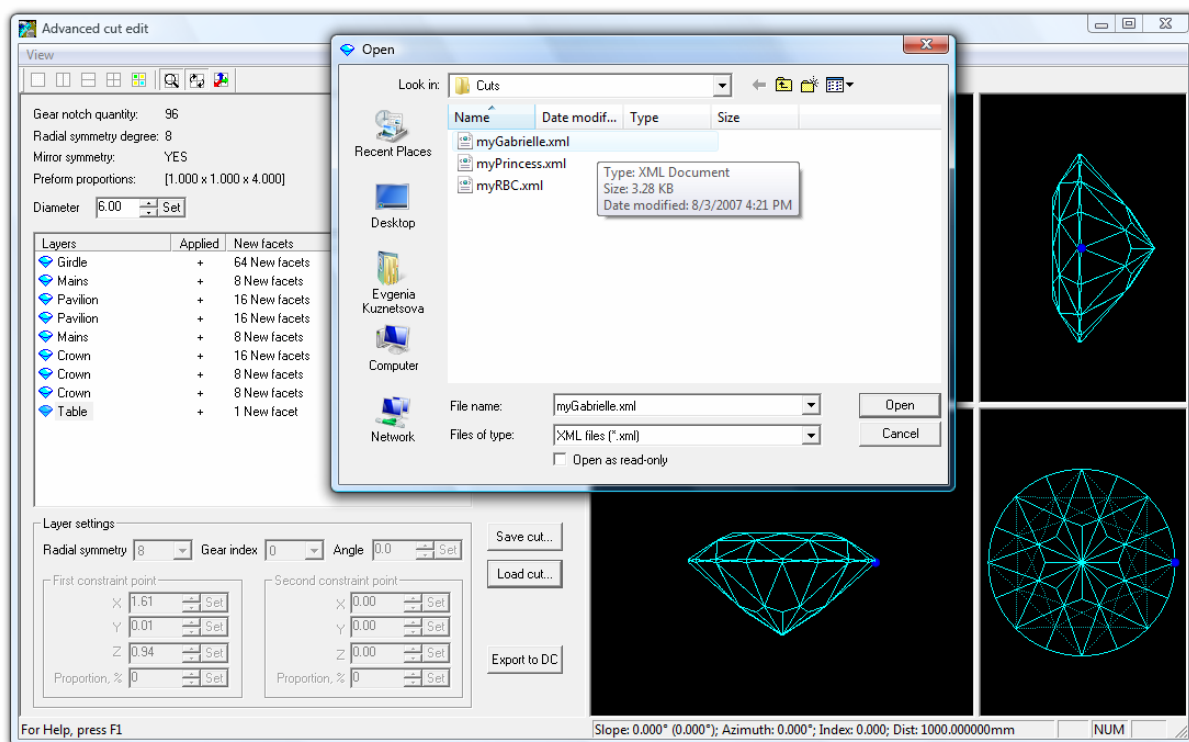 Advanced cut edit
View
Gear notch quantity: 96
Radial symmetry degree: 8
Mirror symmetry: YES
Preform proportions: [1.000 x 1.000 x 4.000]
Diameter 6.00 Set
Layers Applied New facets
Girdle + 64 New facets
Mains + 8 New facets
Pavilion + 16 New facets
Pavilion + 16 New facets
Mains + 8 New facets
Crown + 16 New facets
Crown + 8 New facets
Crown + 8 New facets
Table + 1 New facet
Open
Look in: Cuts
Recent Places
Desktop
Evgenia
Kuznetsova
Computer
Network
Name Date modif... Type Size
myGabrielle.xml
myPrincess.xml
myRBC.xml
Type: XML Document
Size: 3.28 KB
Date modified: 8/3/2007 4:21 PM
File name: myGabrielle.xml Open
Files of type: XML files (*.xml) Cancel
Open as read-only
Layer settings
Radial symmetry 8 Gear index 0 Angle 0.0 Set
First constraint point
X 1.61 Set
Y 0.01 Set
Z 0.94 Set
Proportion, % 0 Set
Second constraint point
X 0.00 Set
Y 0.00 Set
Z 0.00 Set
Proportion, % 0 Set
Save cut...
Load cut...
Export to DC
For Help, press F1
Slope: 0.000° (0.000°); Azimuth: 0.000°; Index: 0.000; Dist: 1000.000000mm
NUM